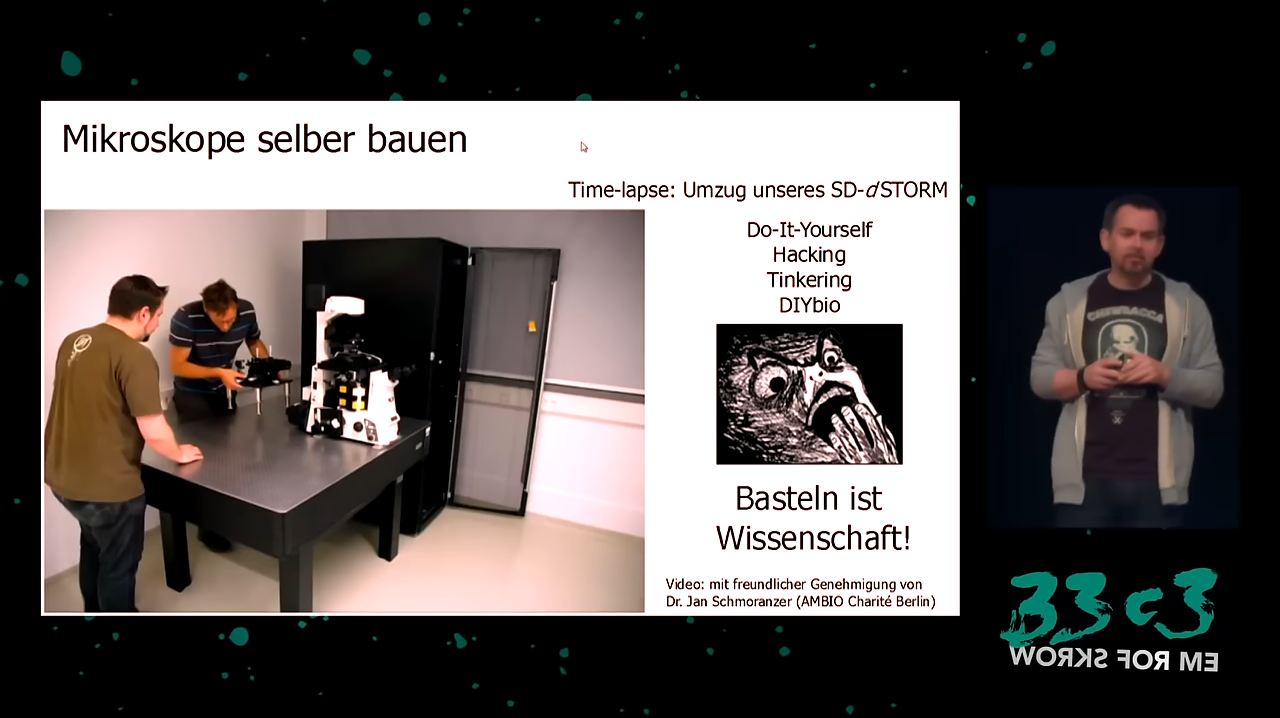 Mikroskope selber bauen
Time-lapse: Umzug unseres SD-dSTORM
Do-It-Yourself
Hacking
Tinkering
DIYbio
Basteln ist
Wissenschaft!
Video: mit freundlicher Genehmigung von
Dr. Jan Schmoranzer (AMBIO Charité Berlin)
CHEWBACCA
33c3
WORKS FOR ME